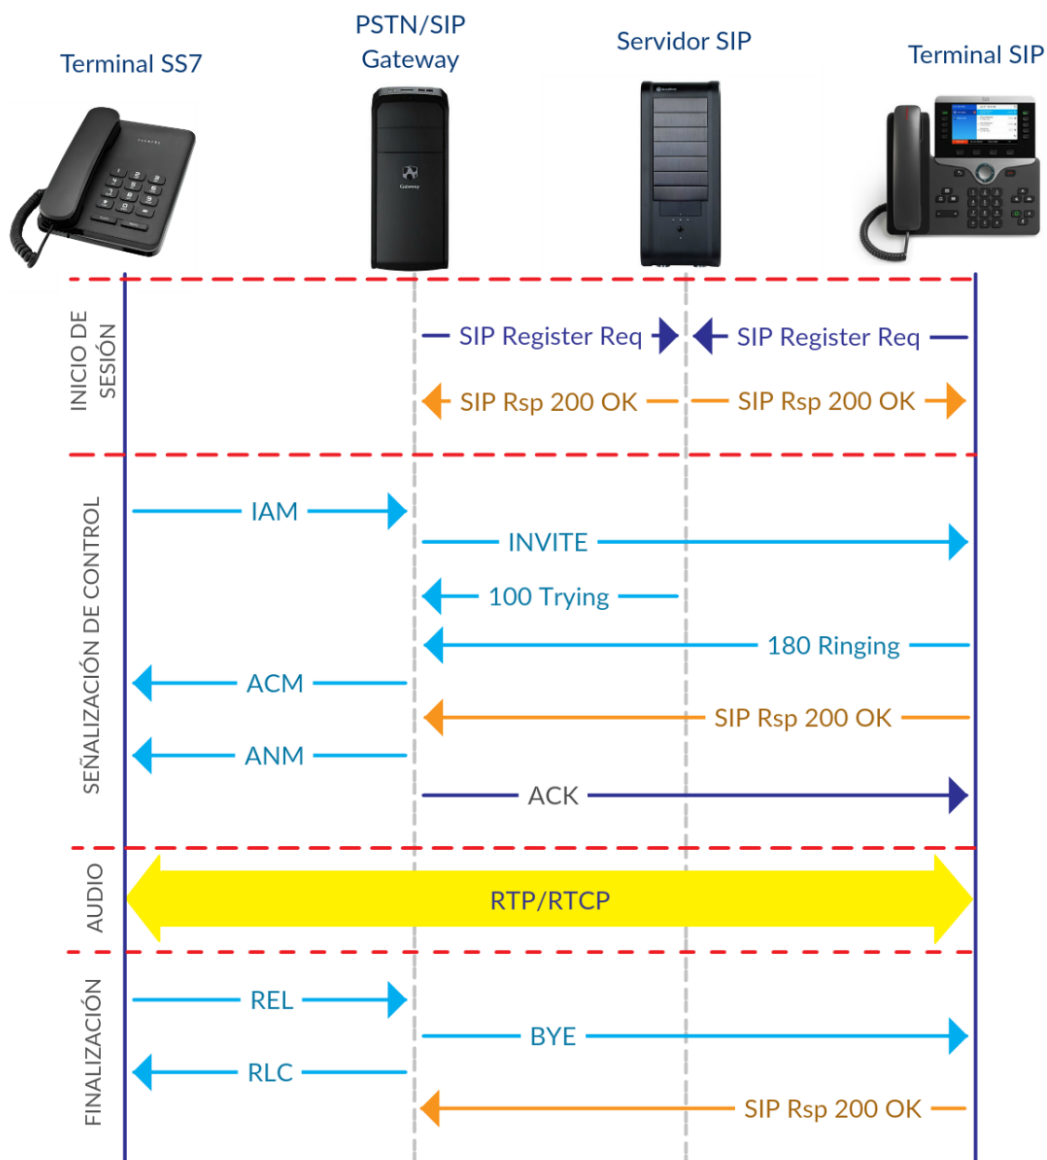 PSTN/SIP
Gateway
Servidor SIP
Terminal SS7
Terminal SIP
Gateway
INICIO DE
SESIÓN
SIP Register Req
SIP Register Req
SIP Rsp 200 OK
SIP Rsp 200 OK
SEÑALIZACIÓN DE CONTROL
IAM
INVITE
100 Trying
180 Ringing
ACM
SIP Rsp 200 OK
ANM
ACK
AUDIO
RTP/RTCP
FINALIZACIÓN
REL
BYE
RLC
SIP Rsp 200 OK